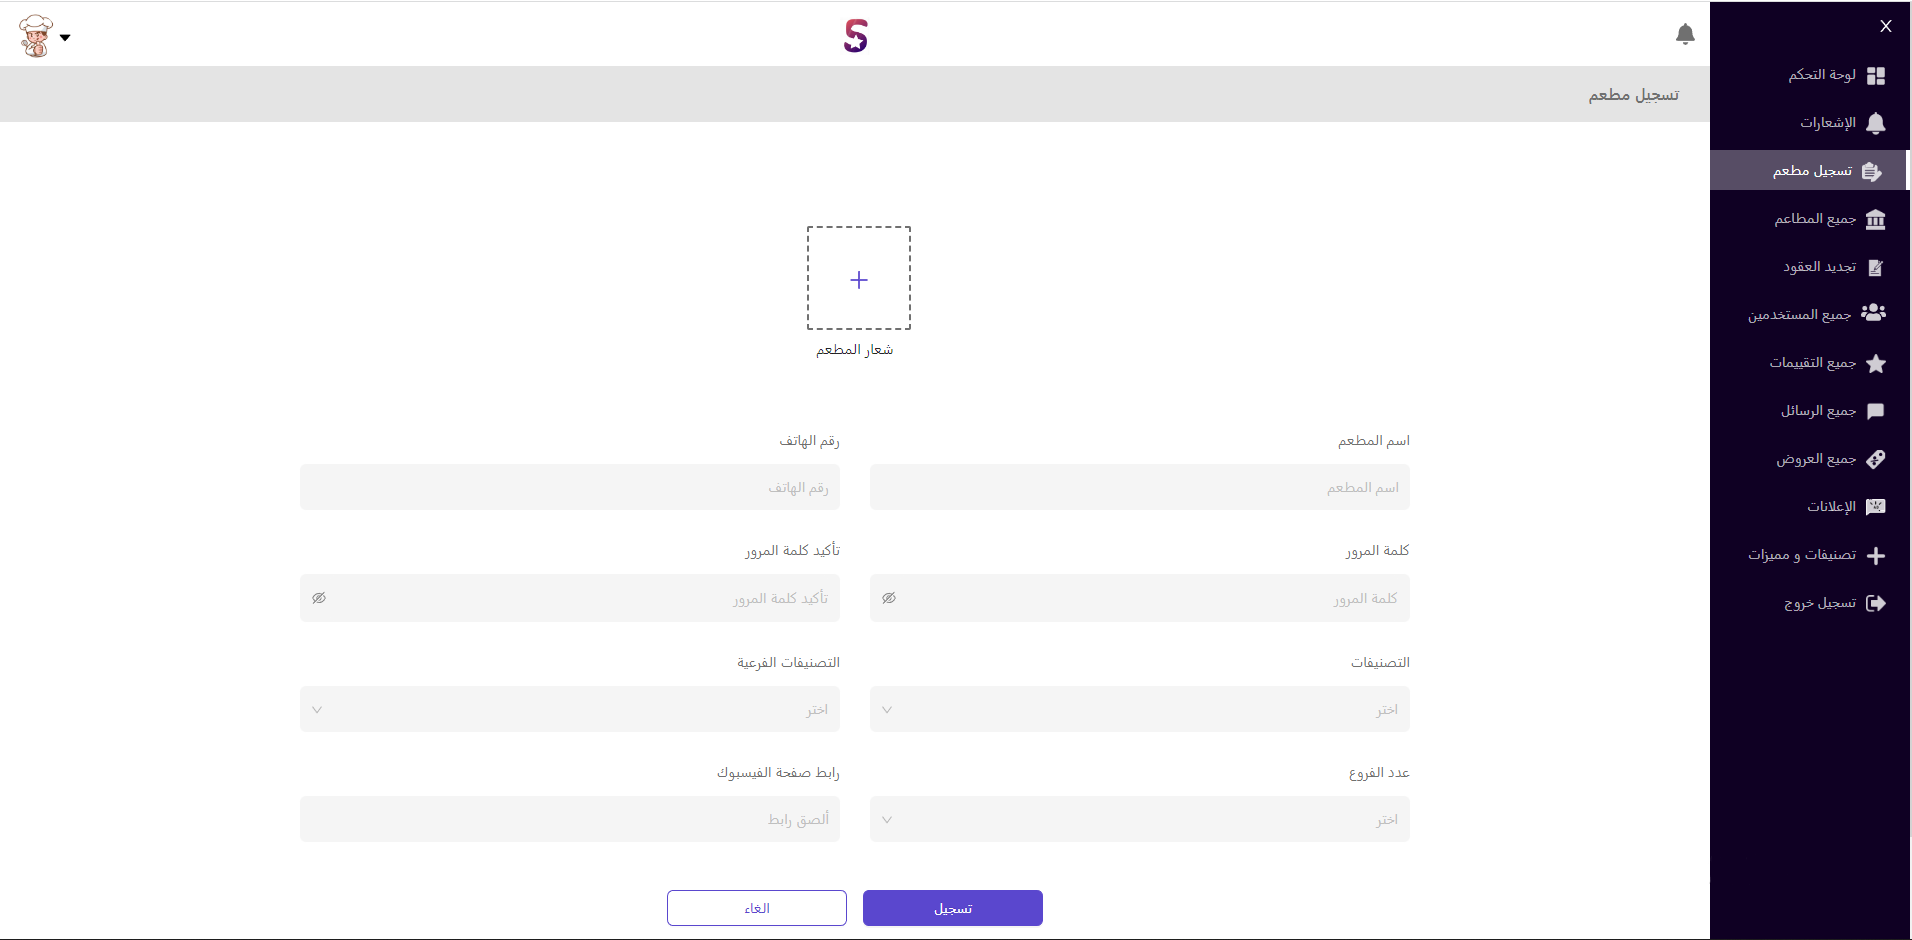 X
لوحة التحكم
الإشعارات
تسجيل مطعم
جميع المطاعم
تجديد العقود
جميع المستخدمين
جميع التقييمات
جميع الرسائل
جميع العروض
الإعلانات
تصنيفات و مميزات
تسجيل خروج
S
تسجيل مطعم
شعار المطعم
اسم المطعم
اسم المطعم
رقم الهاتف
رقم الهاتف
كلمة المرور
كلمة المرور
تأكيد كلمة المرور
تأكيد كلمة المرور
التصنيفات
اختر
التصنيفات الفرعية
اختر
عدد الفروع
اختر
رابط صفحة الفيسبوك
ألصق رابط
تسجيل
الغاء